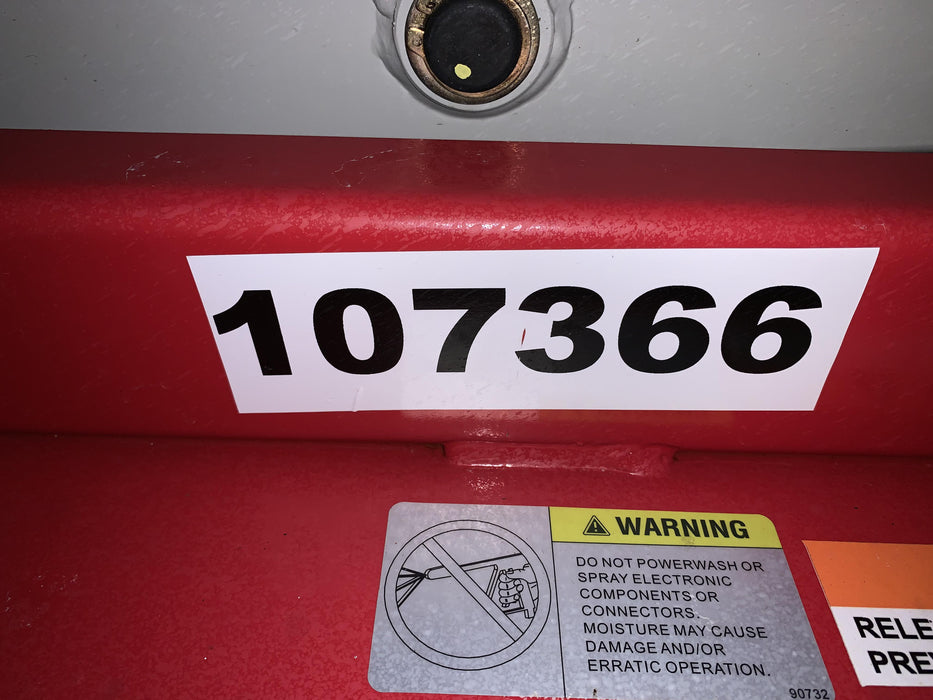 107366
WARNING
DO NOT POWERWASH OR
SPRAY ELECTRONIC
COMPONENTS OR
CONNECTORS.
MOISTURE MAY CAUSE
DAMAGE AND/OR
ERRATIC OPERATION.
90732